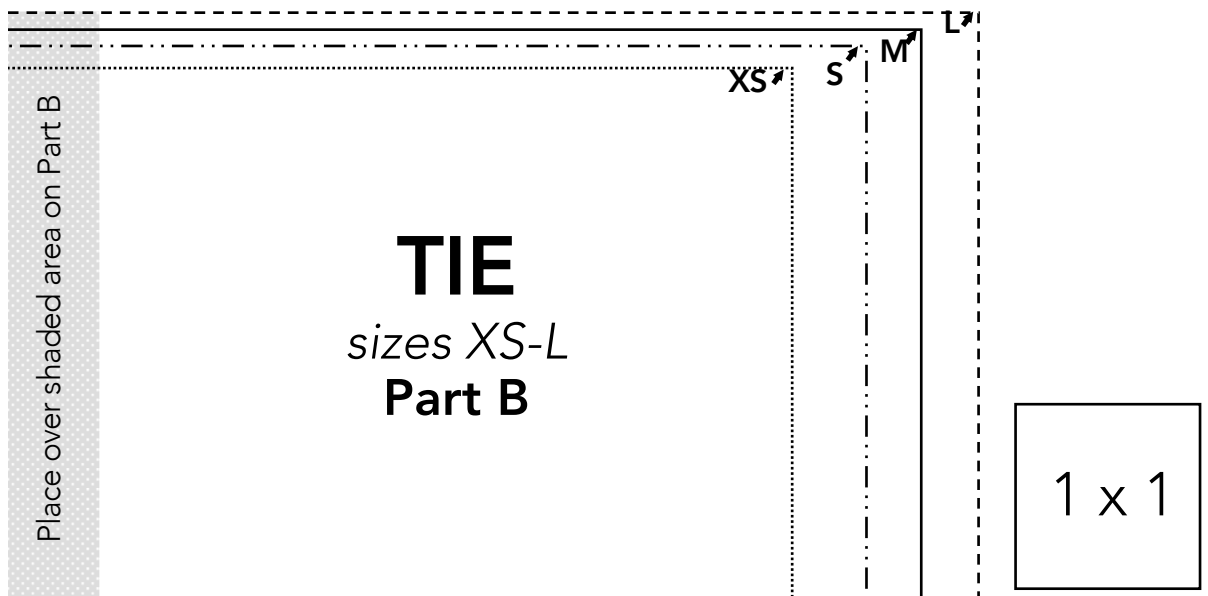 L
M
S
XS
Place over shaded area on Part B
TIE
sizes XS-L
Part B
1 x 1